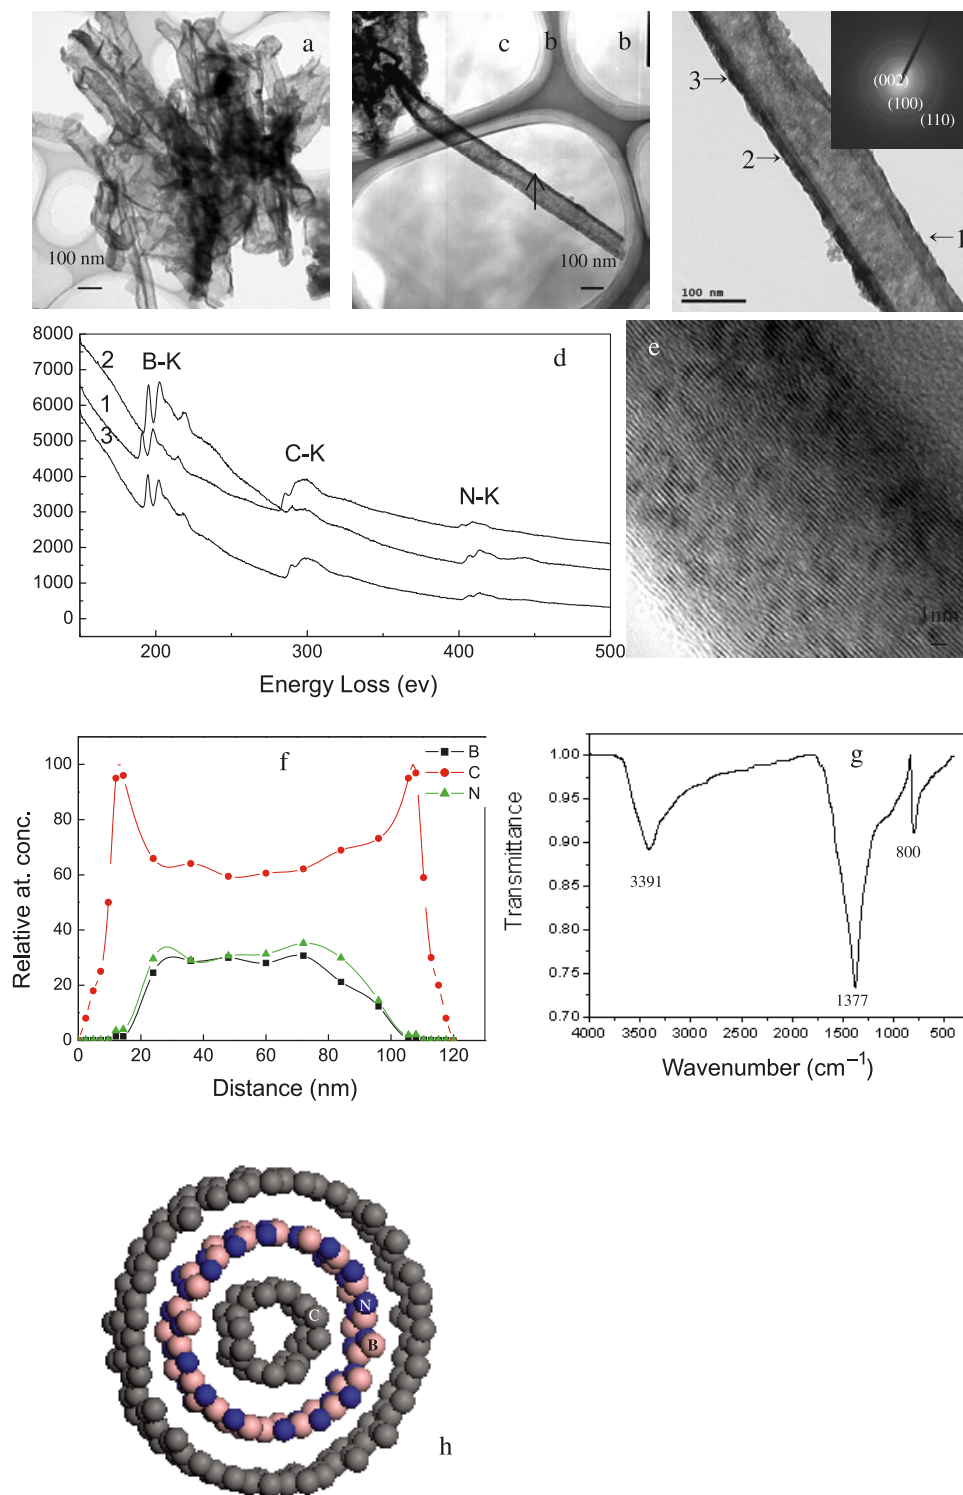 a
100 nm
c
b
b
100 nm
3→
2→
←1
(002)
(100)
(110)
100 nm
8000
7000
6000
5000
4000
3000
2000
1000
0
2
1
3
B-K
C-K
N-K
d
200
300
400
500
Energy Loss (ev)
e
1nm
f
B
C
N
100
80
60
40
20
0
Relative at. conc.
0
20
40
60
80
100
120
Distance (nm)
g
1.00
0.95
0.90
0.85
0.80
0.75
0.70
Transmittance
3391
1377
800
4000
3500
3000
2500
2000
1500
1000
500
Wavenumber (cm⁻¹)
C
N
B
h